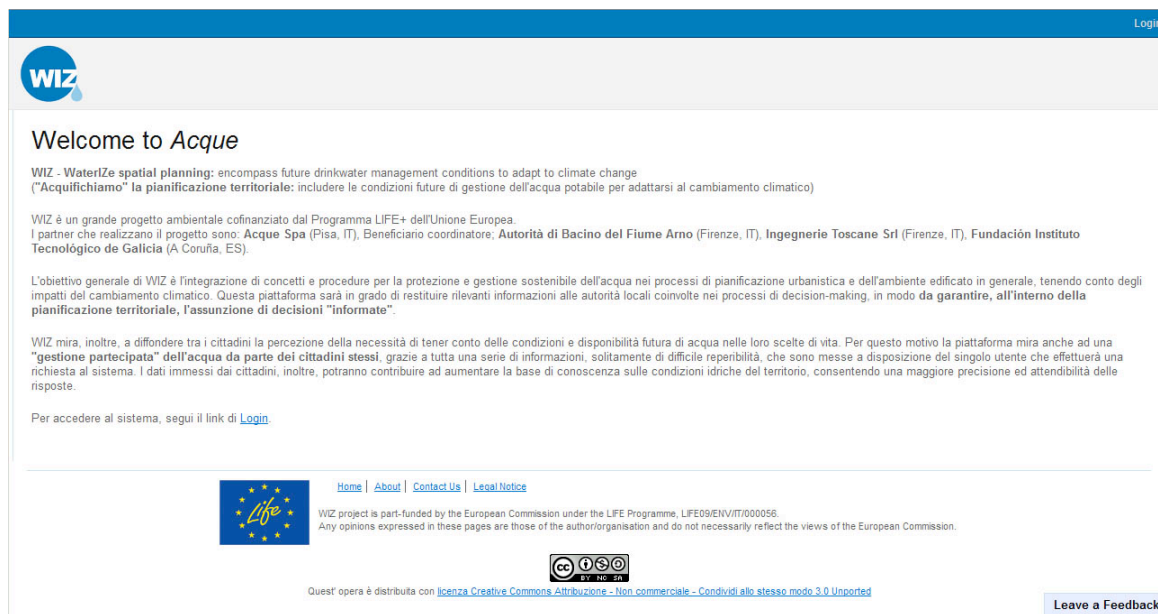 Login
WIZ
Welcome to Acque
WIZ - WaterIZe spatial planning: encompass future drinkwater management conditions to adapt to climate change
("Acquifichiamo" la pianificazione territoriale: includere le condizioni future di gestione dell'acqua potabile per adattarsi al cambiamento climatico)
WIZ è un grande progetto ambientale cofinanziato dal Programma LIFE+ dell'Unione Europea.
I partner che realizzano il progetto sono: Acque Spa (Pisa, IT), Beneficiario coordinatore; Autorità di Bacino del Fiume Arno (Firenze, IT), Ingegnerie Toscane Srl (Firenze, IT), Fundación Instituto
Tecnológico de Galicia (A Coruña, ES).
L'obiettivo generale di WIZ è l'integrazione di concetti e procedure per la protezione e gestione sostenibile dell'acqua nei processi di pianificazione urbanistica e dell'ambiente edificato in generale, tenendo conto degli
impatti del cambiamento climatico. Questa piattaforma sarà in grado di restituire rilevanti informazioni alle autorità locali coinvolte nei processi di decision-making, in modo da garantire, all'interno della
pianificazione territoriale, l'assunzione di decisioni "informate".
WIZ mira, inoltre, a diffondere tra i cittadini la percezione della necessità di tener conto delle condizioni e disponibilità futura di acqua nelle loro scelte di vita. Per questo motivo la piattaforma mira anche ad una
"gestione partecipata" dell'acqua da parte dei cittadini stessi, grazie a tutta una serie di informazioni, solitamente di difficile reperibilità, che sono messe a disposizione del singolo utente che effettuerà una
richiesta al sistema. I dati immessi dai cittadini, inoltre, potranno contribuire ad aumentare la base di conoscenza sulle condizioni idriche del territorio, consentendo una maggiore precisione ed attendibilità delle
risposte.
Per accedere al sistema, segui il link di Login.
Home | About | Contact Us | Legal Notice
Life
WIZ project is part-funded by the European Commission under the LIFE Programme, LIFE09/ENV/IT/000056.
Any opinions expressed in these pages are those of the author/organisation and do not necessarily reflect the views of the European Commission.
cc
BY NC SA
Quest' opera è distribuita con licenza Creative Commons Attribuzione - Non commerciale - Condividi allo stesso modo 3.0 Unported
Leave a Feedback